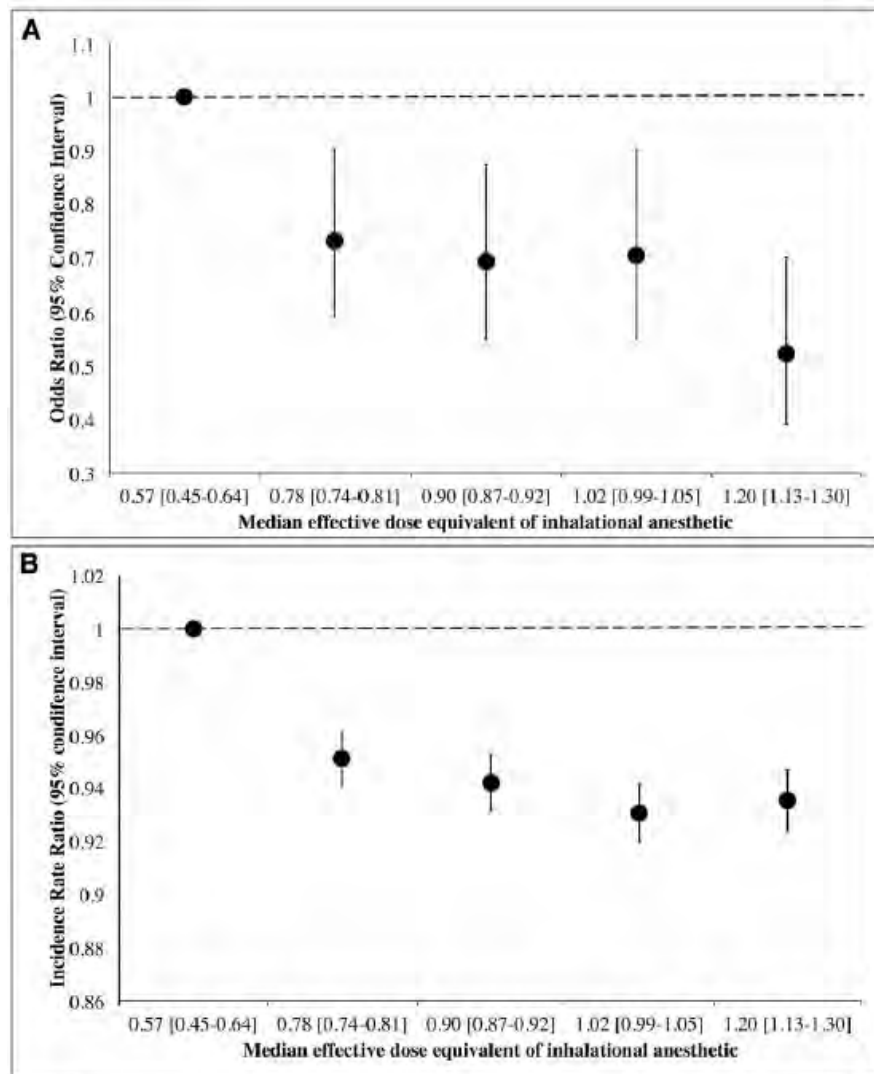 A
Odds Ratio (95% Confidence Interval)
1.1
1
0.9
0.8
0.7
0.6
0.5
0.4
0.3
0.57 [0.45-0.64] 0.78 [0.74-0.81] 0.90 [0.87-0.92] 1.02 [0.99-1.05] 1.20 [1.13-1.30]
Median effective dose equivalent of inhalational anesthetic
B
Incidence Rate Ratio (95% condifence interval)
1.02
1
0.98
0.96
0.94
0.92
0.9
0.88
0.86
0.57 [0.45-0.64] 0.78 [0.74-0.81] 0.90 [0.87-0.92] 1.02 [0.99-1.05] 1.20 [1.13-1.30]
Median effective dose equivalent of inhalational anesthetic